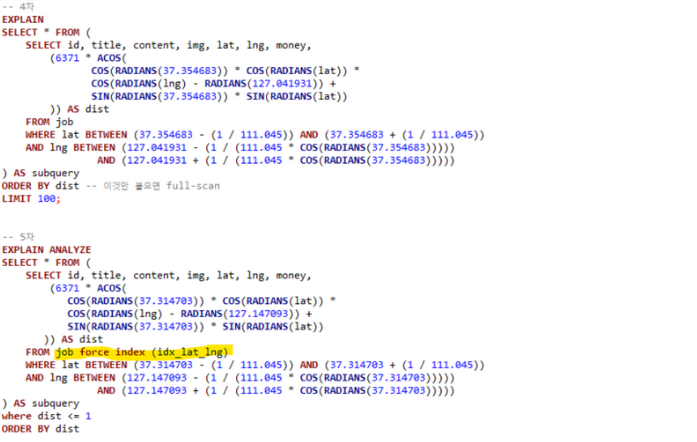 -- 4차
EXPLAIN
SELECT * FROM (
SELECT id, title, content, img, lat, lng, money,
(6371 * ACOS(
COS(RADIANS(37.354683)) * COS(RADIANS(lat)) *
COS(RADIANS(lng) - RADIANS(127.041931)) +
SIN(RADIANS(37.354683)) * SIN(RADIANS(lat))
)) AS dist
FROM job
WHERE lat BETWEEN (37.354683 - (1 / 111.045)) AND (37.354683 + (1 / 111.045))
AND lng BETWEEN (127.041931 - (1 / (111.045 * COS(RADIANS(37.354683)))))
AND (127.041931 + (1 / (111.045 * COS(RADIANS(37.354683)))))
) AS subquery
ORDER BY dist -- 이것만 붙으면 full-scan
LIMIT 100;
-- 5차
EXPLAIN ANALYZE
SELECT * FROM (
SELECT id, title, content, img, lat, lng, money,
(6371 * ACOS(
COS(RADIANS(37.314703)) * COS(RADIANS(lat)) *
COS(RADIANS(lng) - RADIANS(127.147093)) +
SIN(RADIANS(37.314703)) * SIN(RADIANS(lat))
)) AS dist
FROM job force index (idx_lat_lng)
WHERE lat BETWEEN (37.314703 - (1 / 111.045)) AND (37.314703 + (1 / 111.045))
AND lng BETWEEN (127.147093 - (1 / (111.045 * COS(RADIANS(37.314703)))))
AND (127.147093 + (1 / (111.045 * COS(RADIANS(37.314703)))))
) AS subquery
where dist <= 1
ORDER BY dist